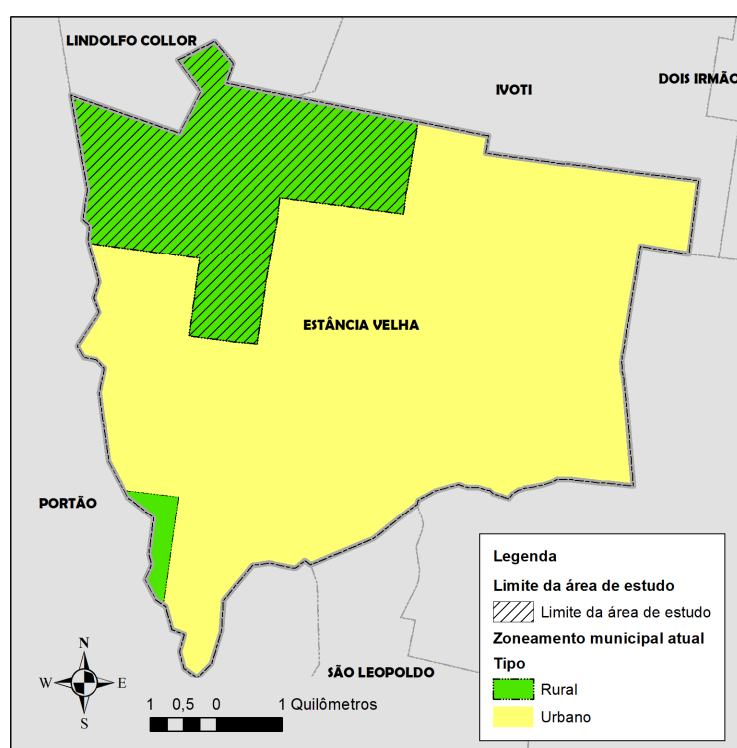 LINDOLFO COLLOR
IVOTI
DOIS IRMÃO
ESTÂNCIA VELHA
PORTÃO
SÃO LEOPOLDO
Legenda
Limite da área de estudo
Limite da área de estudo
Zoneamento municipal atual
Tipo
Rural
Urbano
N
W E
S
1 0,5 0 1 Quilômetros